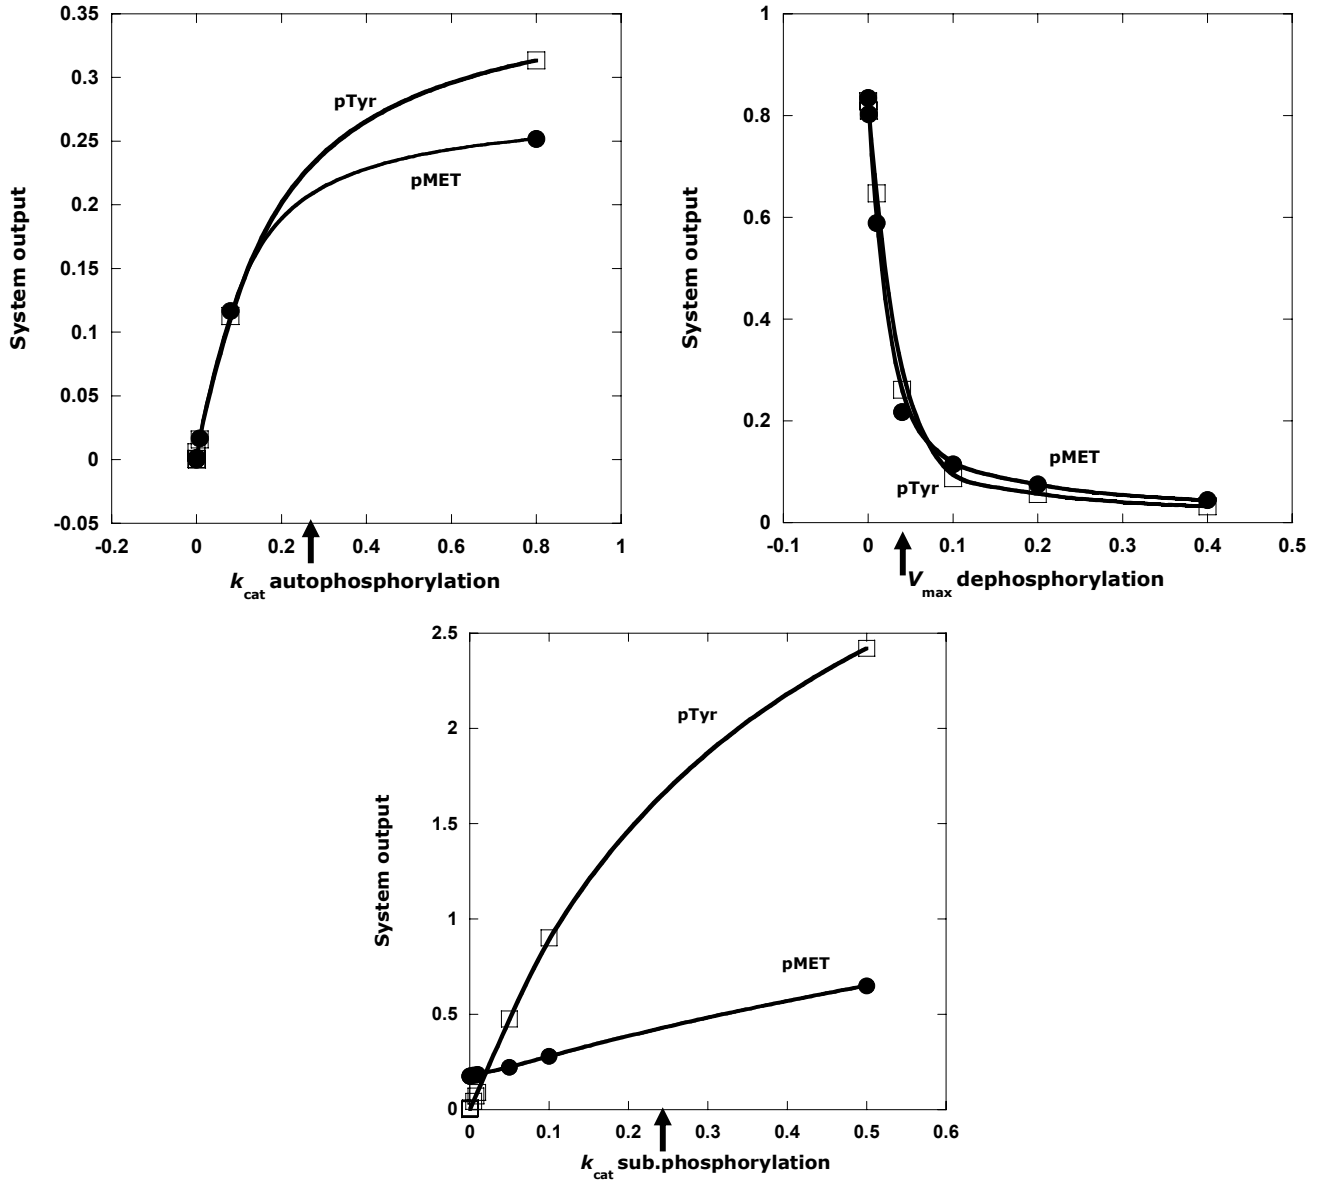 0.35
0.3
0.25
0.2
0.15
0.1
0.05
0
-0.05
System output
pTyr
pMET
-0.2 0 0.2 0.4 0.6 0.8 1
kcat autophosphorylation
1
0.8
0.6
0.4
0.2
0
System output
pMET
pTyr
-0.1 0 0.1 0.2 0.3 0.4 0.5
Vmax dephosphorylation
2.5
2
1.5
1
0.5
0
System output
pTyr
pMET
0 0.1 0.2 0.3 0.4 0.5 0.6
kcat sub.phosphorylation